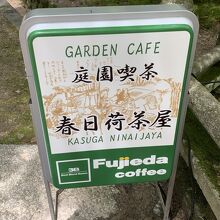 GARDEN CAFE
庭園喫茶
春日荷茶屋
KASUGA NINAIJAYA
Fujieda
coffee